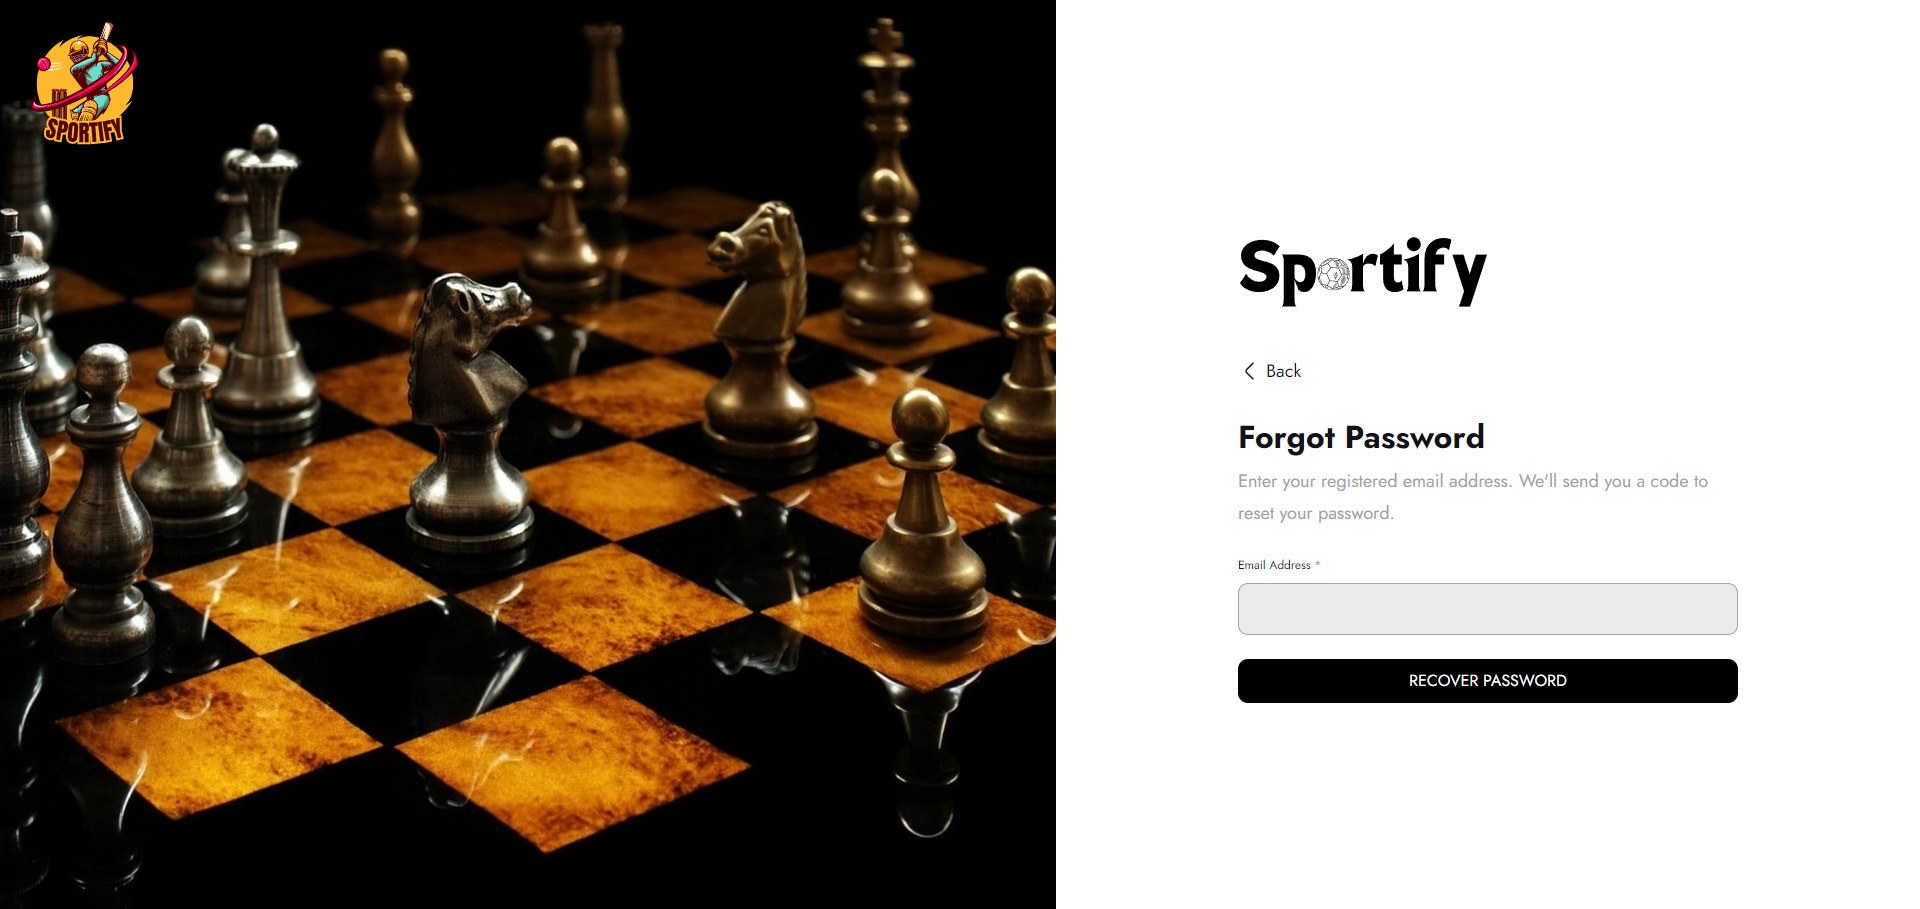 SPORTIFY
Sportify
Back
Forgot Password
Enter your registered email address. We'll send you a code to
reset your password.
Email Address *
RECOVER PASSWORD